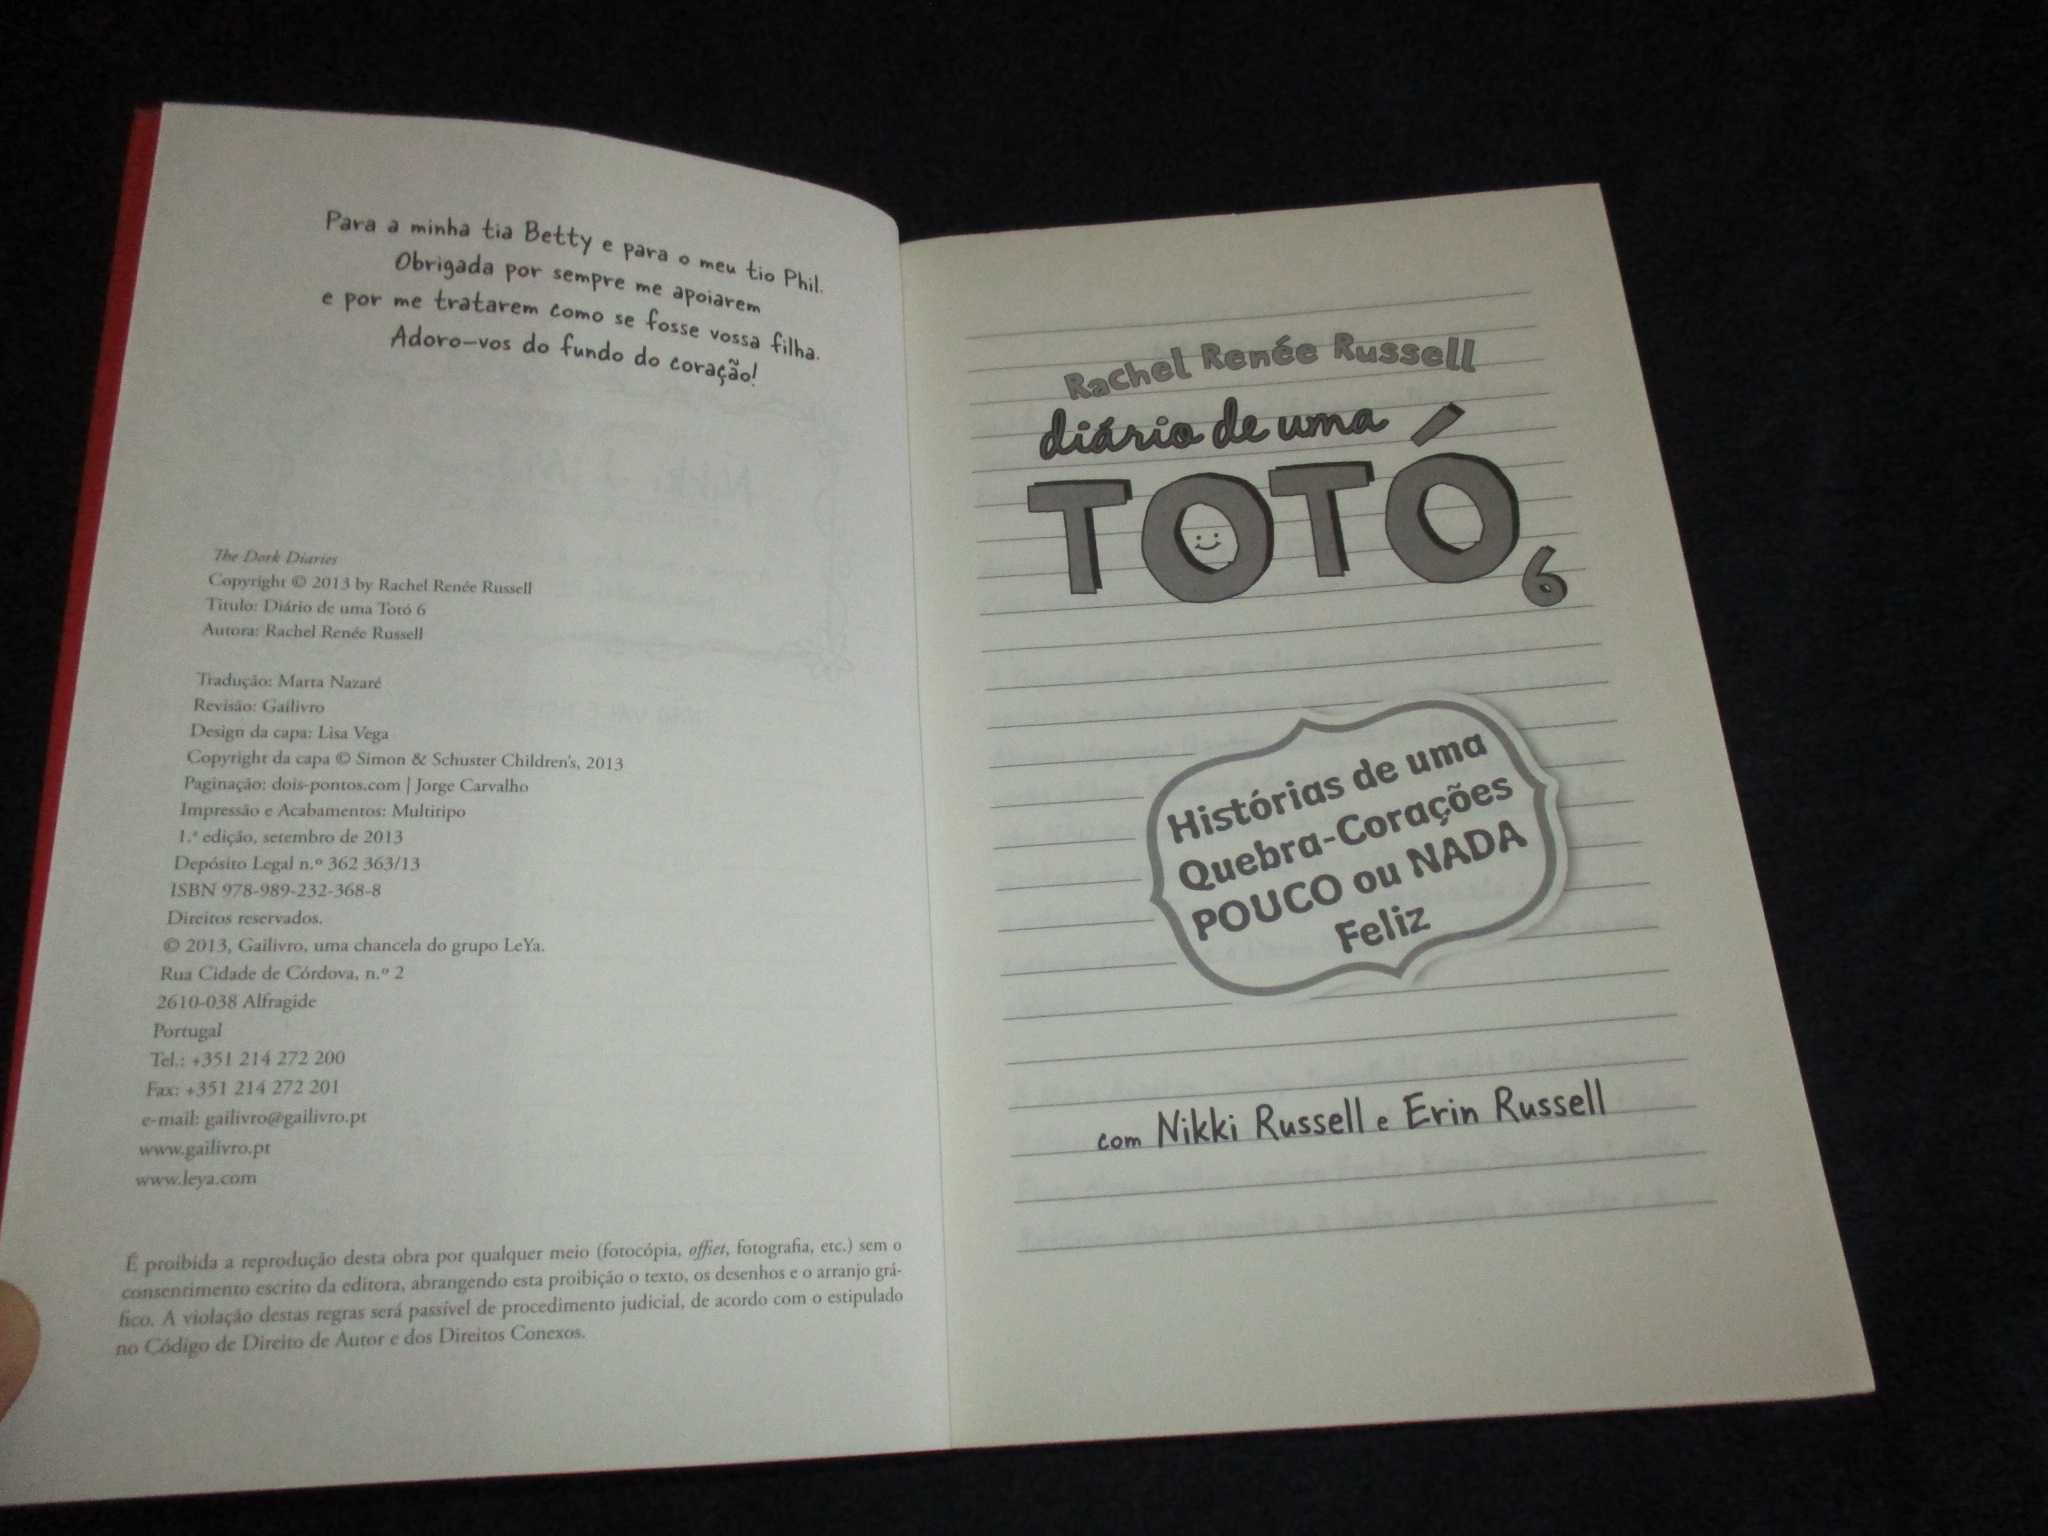 Para a minha tia Betty e para o meu tio Phil.
Obrigada por sempre me apoiarem
e por me tratarem como se fosse vossa filha.
Adoro-vos do fundo do coração!
The Dork Diaries
Copyright © 2013 by Rachel Renée Russell
Título: Diário de uma Totó 6
Autora: Rachel Renée Russell
Tradução: Marta Nazaré
Revisão: Gailivro
Design da capa: Lisa Vega
Copyright da capa © Simon & Schuster Children's, 2013
Paginação: dois-pontos.com | Jorge Carvalho
Impressão e Acabamentos: Multitipo
1.ª edição, setembro de 2013
Depósito Legal n.º 362 363/13
ISBN 978-989-232-368-8
Direitos reservados.
© 2013, Gailivro, uma chancela do grupo LeYa.
Rua Cidade de Córdova, n.º 2
2610-038 Alfragide
Portugal
Tel.: +351 214 272 200
Fax: +351 214 272 201
e-mail: gailivro@gailivro.pt
www.gailivro.pt
www.leya.com
É proibida a reprodução desta obra por qualquer meio (fotocópia, offset, fotografia, etc.) sem o
consentimento escrito da editora, abrangendo esta proibição o texto, os desenhos e o arranjo grá-
fico. A violação destas regras será passível de procedimento judicial, de acordo com o estipulado
no Código de Direito de Autor e dos Direitos Conexos.
Rachel Renée Russell
diário de uma
TOTÓ
6
Histórias de uma
Quebra-Corações
POUCO ou NADA
Feliz
com Nikki Russell e Erin Russell